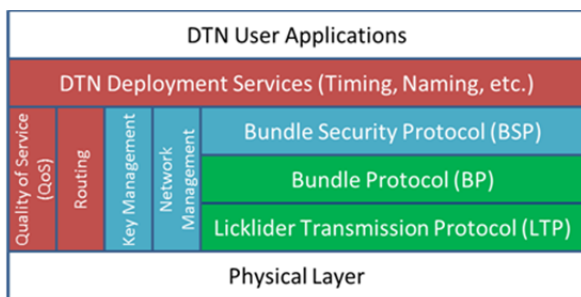 DTN User Applications
DTN Deployment Services (Timing, Naming, etc.)
Quality of Service
(QoS)
Routing
Key Management
Network
Management
Bundle Security Protocol (BSP)
Bundle Protocol (BP)
Licklider Transmission Protocol (LTP)
Physical Layer